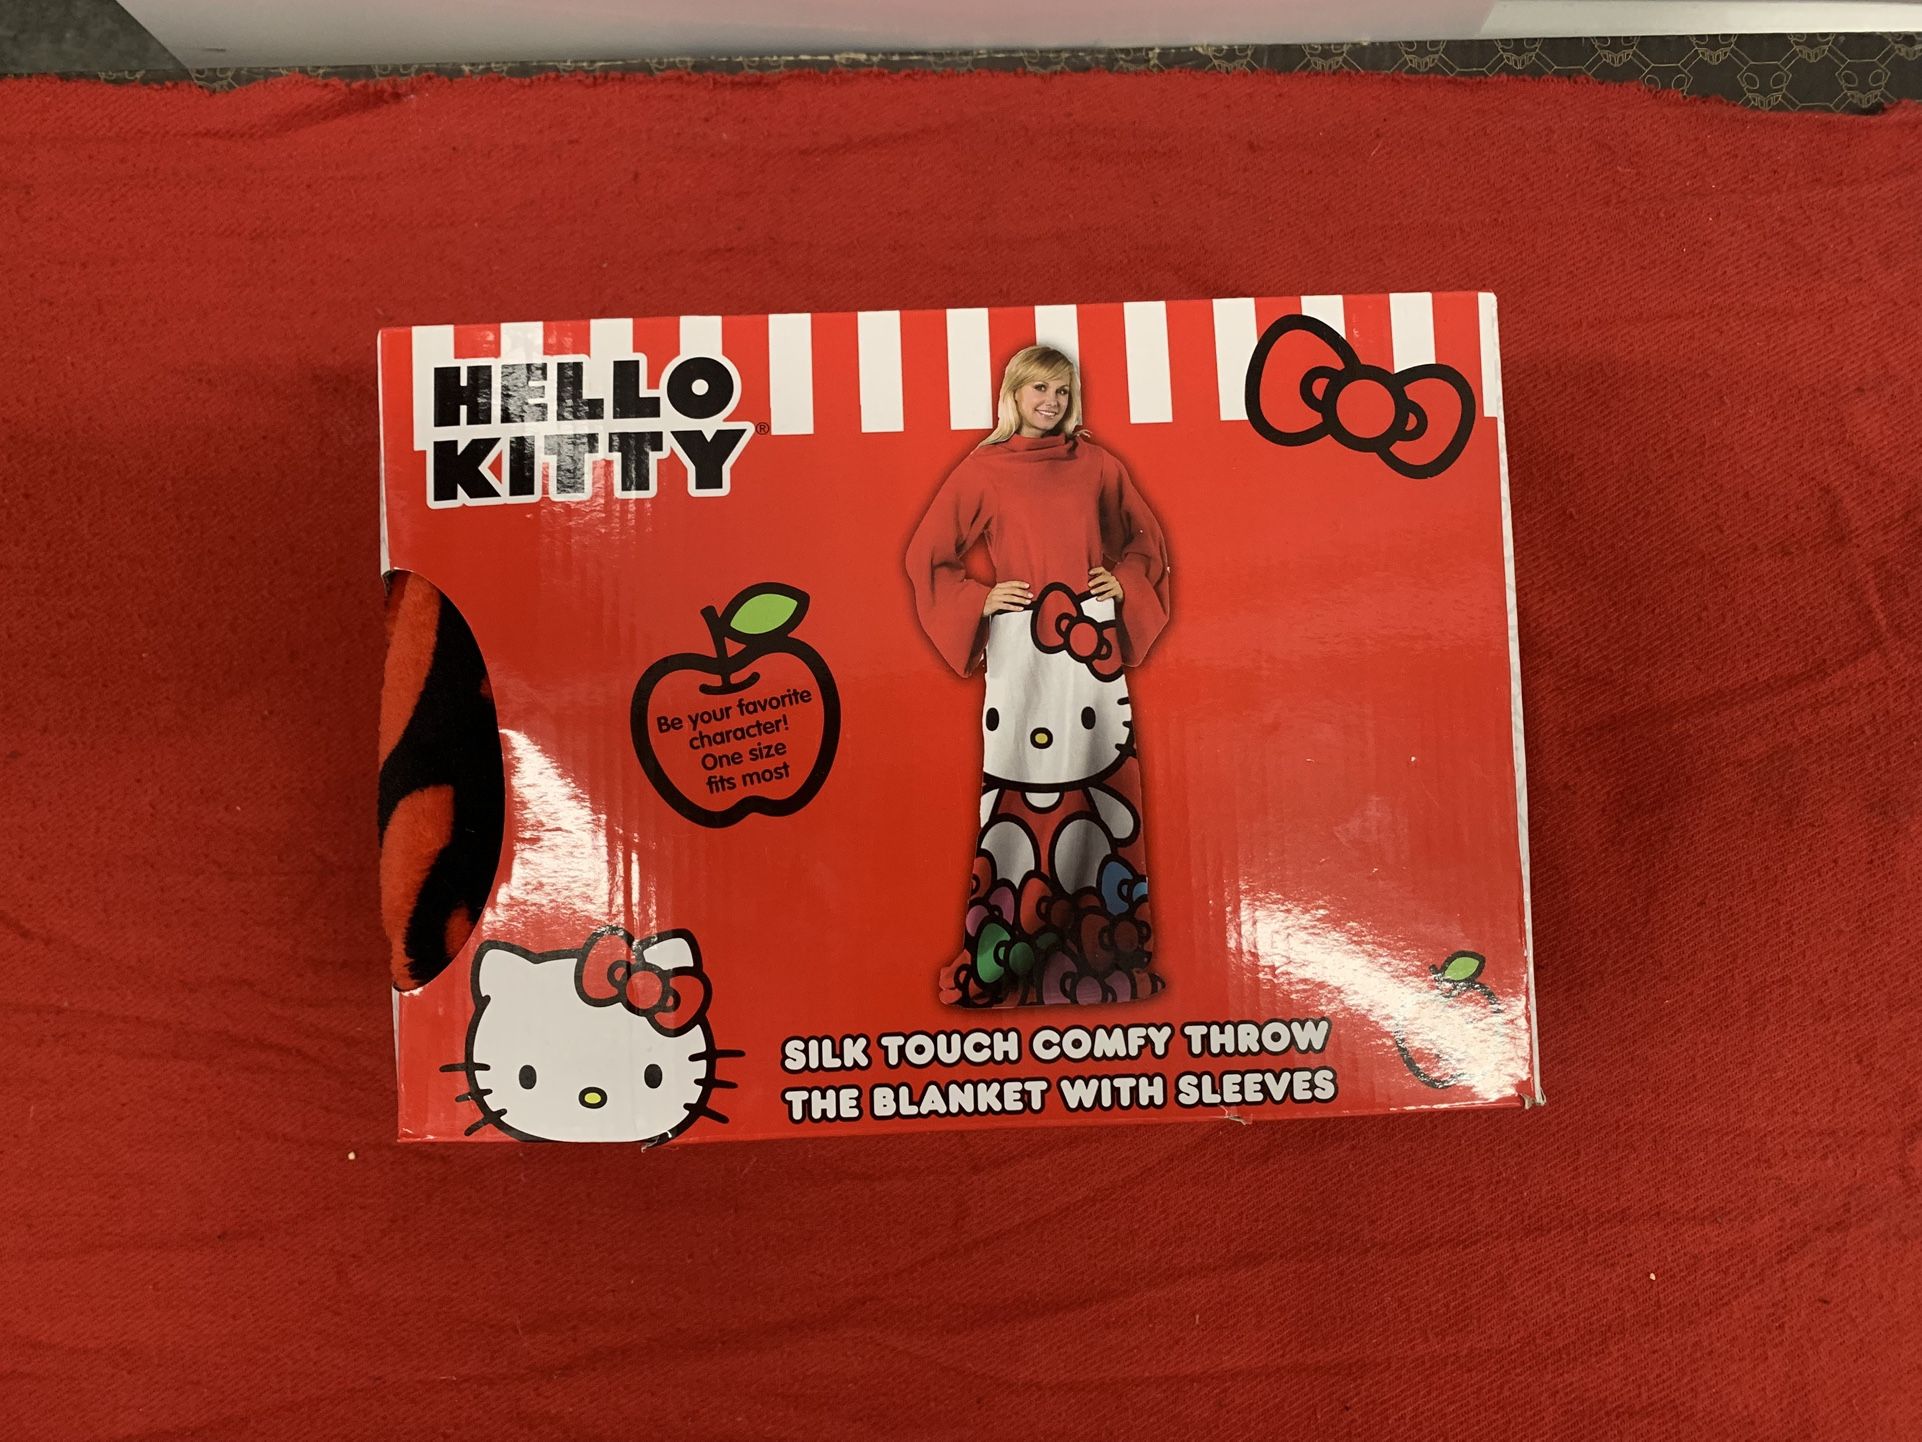 HELLO
KITTY®
Be your favorite
character!
One size
fits most
SILK TOUCH COMFY THROW
THE BLANKET WITH SLEEVES